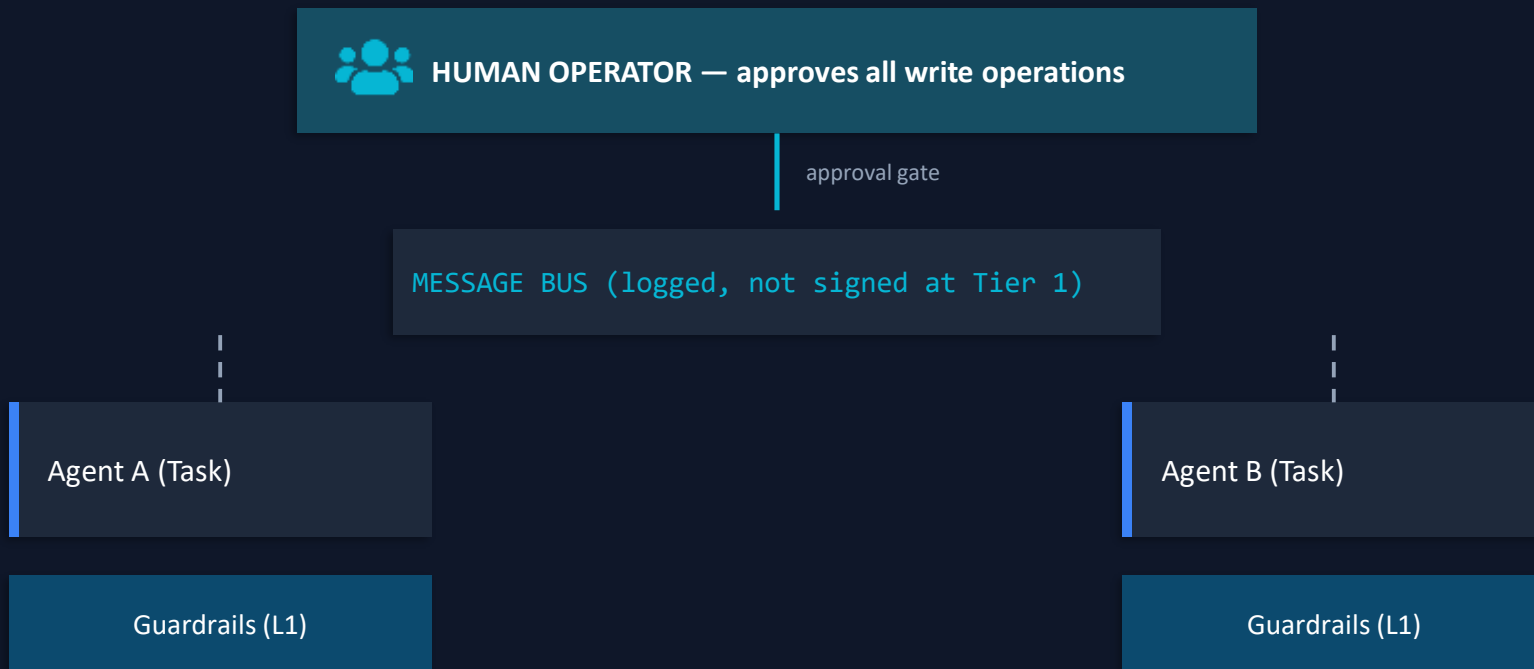 HUMAN OPERATOR — approves all write operations
approval gate
MESSAGE BUS (logged, not signed at Tier 1)
Agent A (Task)
Agent B (Task)
Guardrails (L1)
Guardrails (L1)